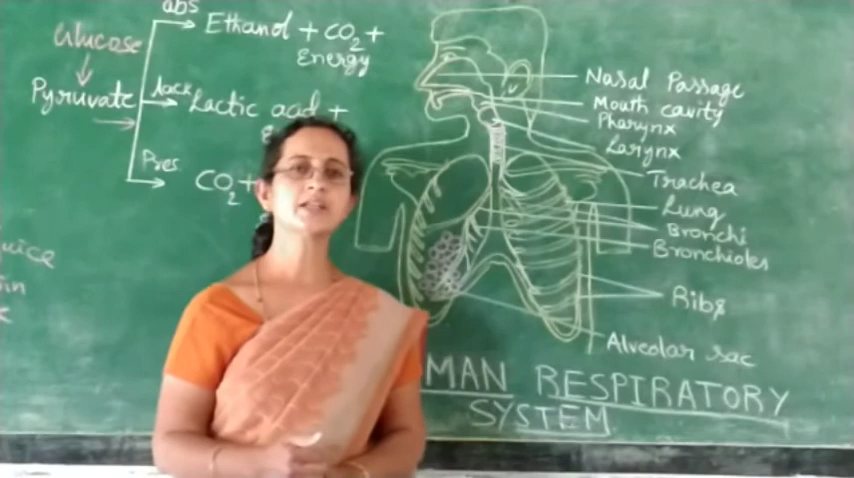 abs
Glucose
Ethanol + CO2 +
Energy
Pyruvate
lack
Lactic acid +
Pres
CO2 +
Nasal Passage
Mouth cavity
Pharynx
Larynx
Trachea
Lung
Bronchi
Bronchioles
Ribs
Alveolar sac
MAN RESPIRATORY
SYSTEM